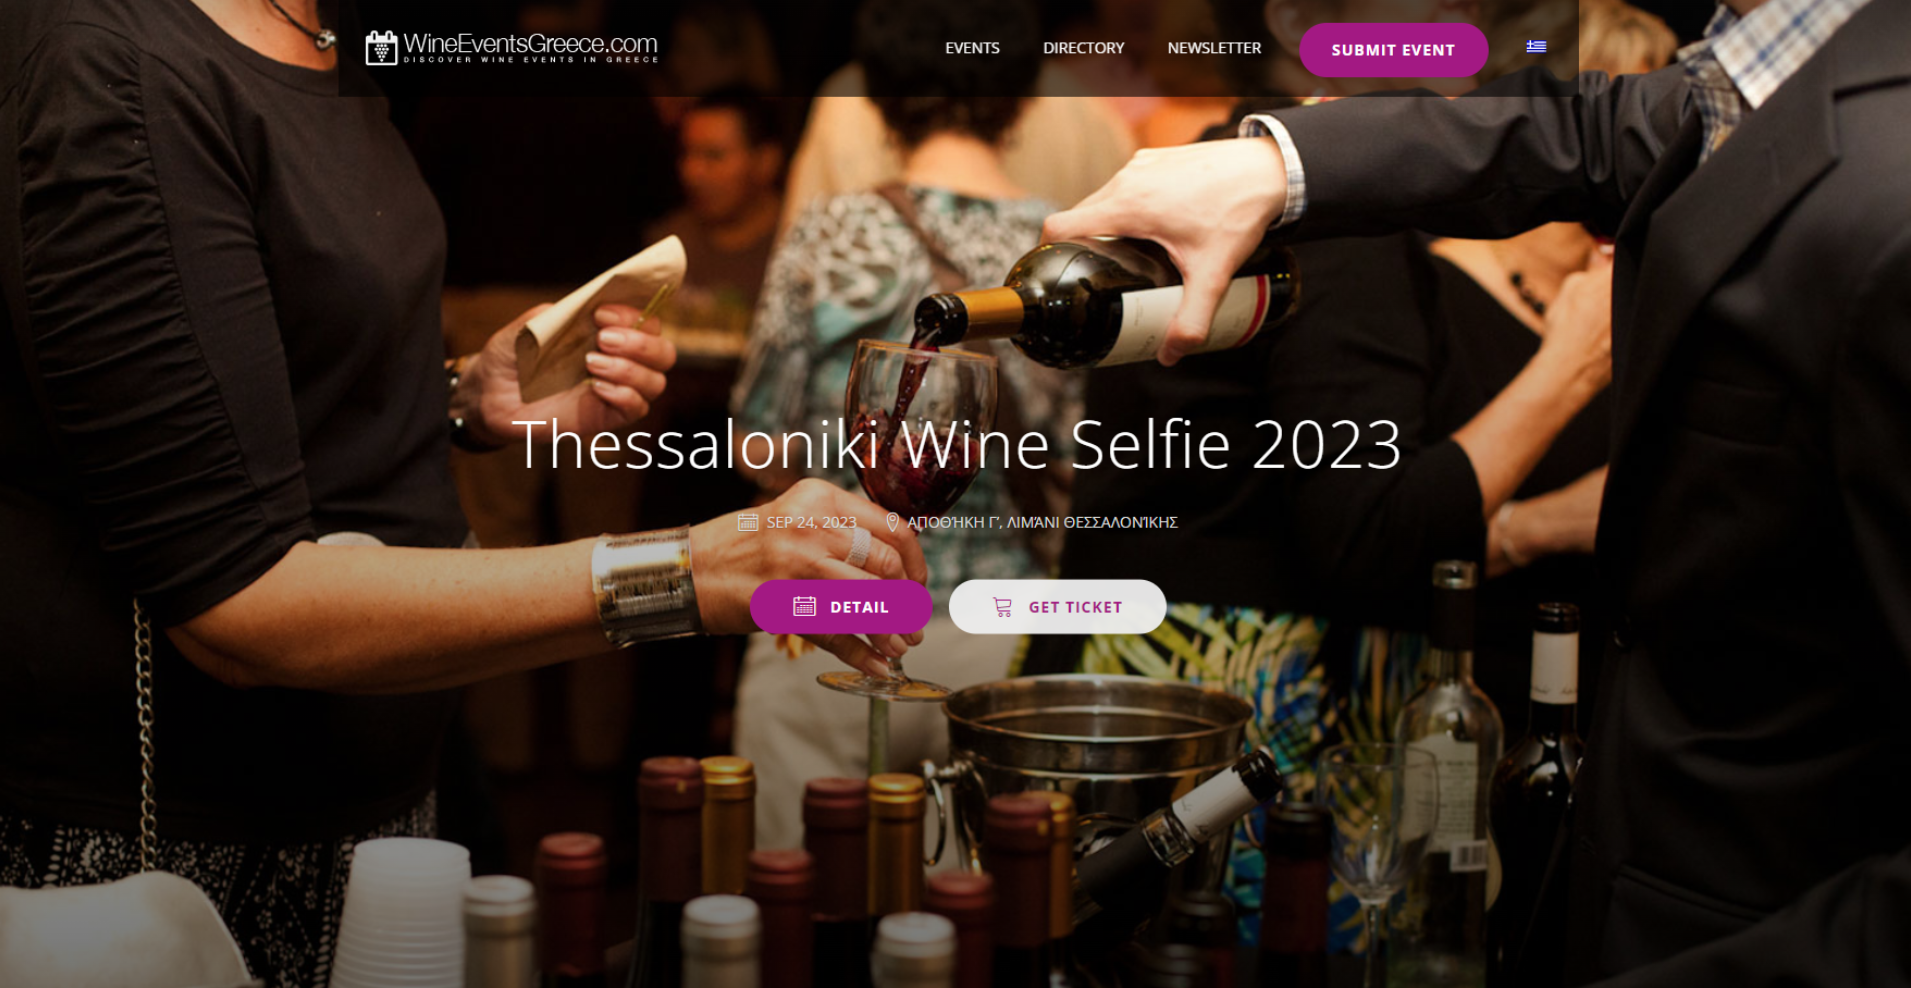 WineEventsGreece.com
DISCOVER WINE EVENTS IN GREECE
EVENTS
DIRECTORY
NEWSLETTER
SUBMIT EVENT
Thessaloniki Wine Selfie 2023
SEP 24, 2023
ΑΠΟΘΉΚΗ Γ', ΛΙΜΆΝΙ ΘΕΣΣΑΛΟΝΊΚΗΣ
DETAIL
GET TICKET